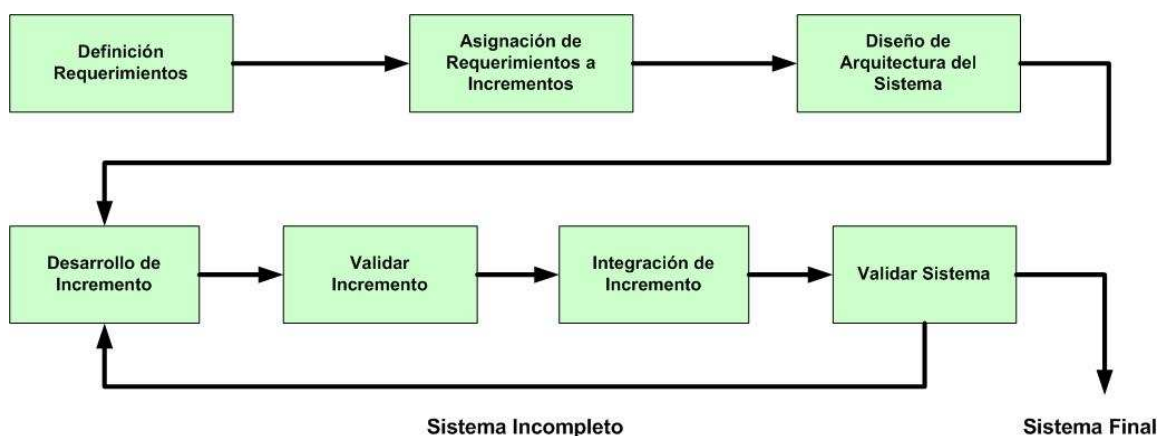 Definición
Requerimientos
Asignación de
Requerimientos a
Incrementos
Diseño de
Arquitectura del
Sistema
Desarrollo de
Incremento
Validar
Incremento
Integración de
Incremento
Validar Sistema
Sistema Incompleto
Sistema Final